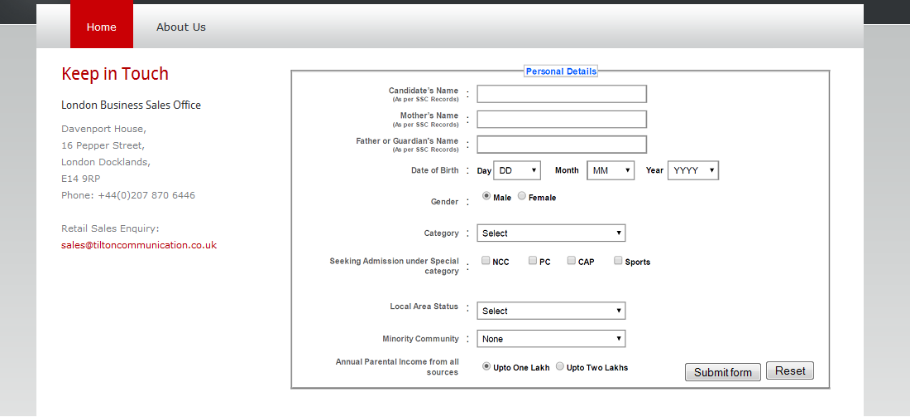 Home About Us
Keep in Touch
London Business Sales Office
Davenport House,
16 Pepper Street,
London Docklands,
E14 9RP
Phone: +44(0)207 870 6446
Retail Sales Enquiry:
sales@tiltoncommunication.co.uk
Personal Details
Candidate's Name :
(As per SSC Records)
Mother's Name :
(As per SSC Records)
Father or Guardian's Name :
(As per SSC Records)
Date of Birth : Day DD Month MM Year YYYY
Gender : Male Female
Category : Select
Seeking Admission under Special : NCC PC CAP Sports
category
Local Area Status : Select
Minority Community : None
Annual Parental Income from all : Upto One Lakh Upto Two Lakhs
sources
Submit form Reset